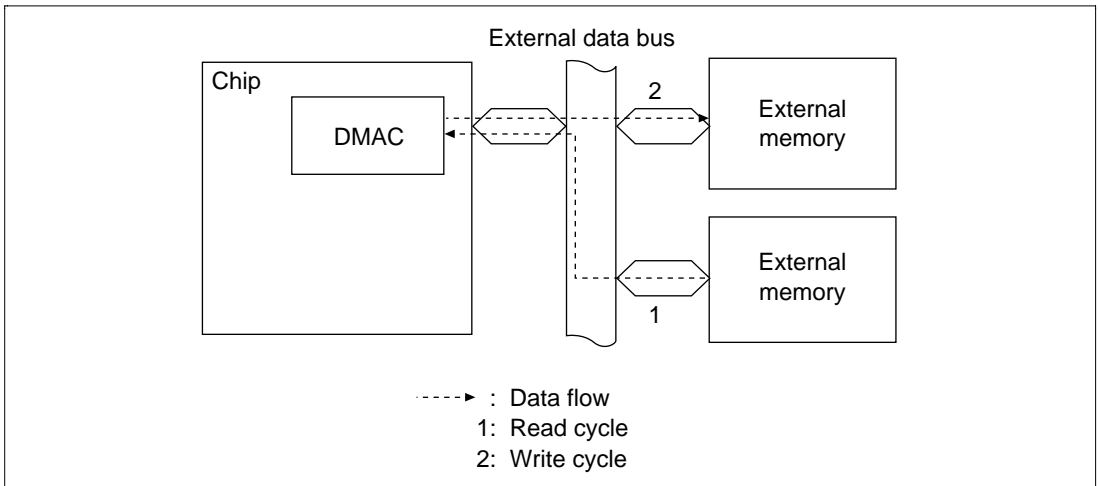 External data bus
Chip
DMAC
2
External
memory
External
memory
1
: Data flow
1: Read cycle
2: Write cycle